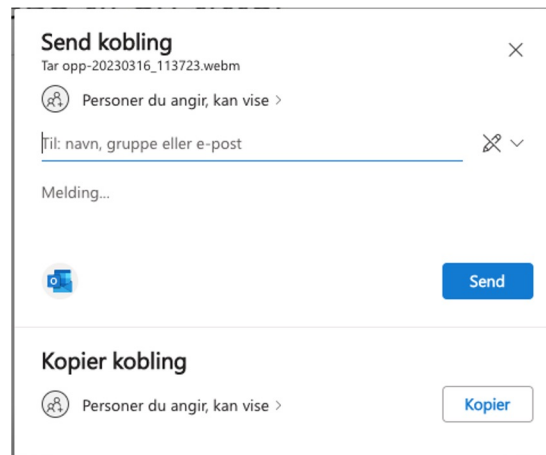 Send kobling
Tar opp-20230316_113723.webm
Personer du angir, kan vise >
Til: navn, gruppe eller e-post
Melding...
Send
Kopier kobling
Personer du angir, kan vise >
Kopier